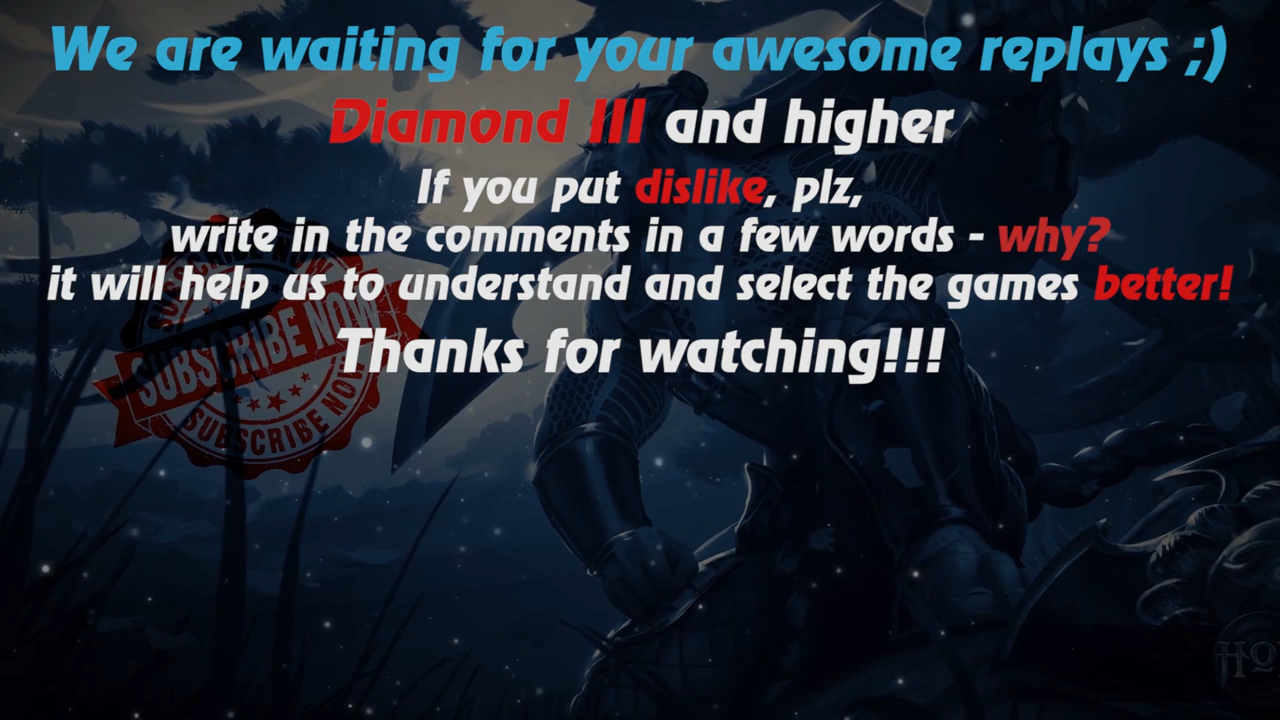 We are waiting for your awesome replays ;)
Diamond III and higher
If you put dislike, plz,
write in the comments in a few words - why?
it will help us to understand and select the games better!
Thanks for watching!!!
SUBSCRIBE NOW
SUBSCRIBE NOW